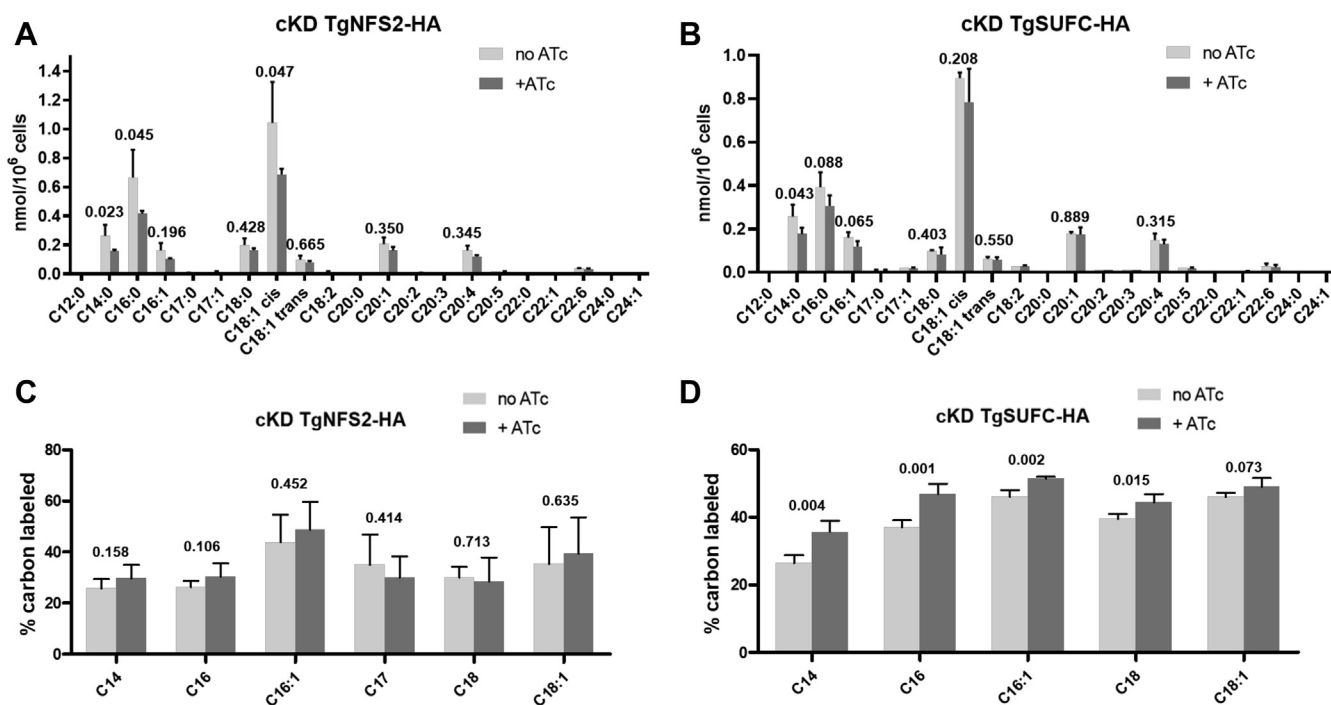 A
cKD TgNFS2-HA
no ATc
+ATc
nmol/10⁶ cells
1.4
1.2
1.0
0.8
0.6
0.4
0.2
0.0
0.023
0.045
0.196
0.428
0.047
0.665
0.350
0.345
C12:0
C14:0
C16:0
C16:1
C17:0
C17:1
C18:0
C18:1 cis
C18:1 trans
C18:2
C20:0
C20:1
C20:2
C20:3
C20:4
C20:5
C22:0
C22:1
C22:6
C24:0
C24:1
B
cKD TgSUFC-HA
no ATc
+ ATc
nmol/10⁶ cells
1.0
0.8
0.6
0.4
0.2
0.0
0.043
0.088
0.065
0.403
0.208
0.550
0.889
0.315
C12:0
C14:0
C16:0
C16:1
C17:0
C17:1
C18:0
C18:1 cis
C18:1 trans
C18:2
C20:0
C20:1
C20:2
C20:3
C20:4
C20:5
C22:0
C22:1
C22:6
C24:0
C24:1
C
cKD TgNFS2-HA
no ATc
+ ATc
% carbon labeled
80
60
40
20
0
0.158
0.106
0.452
0.414
0.713
0.635
C14
C16
C16:1
C17
C18
C18:1
D
cKD TgSUFC-HA
no ATc
+ ATc
% carbon labeled
60
40
20
0
0.004
0.001
0.002
0.015
0.073
C14
C16
C16:1
C18
C18:1